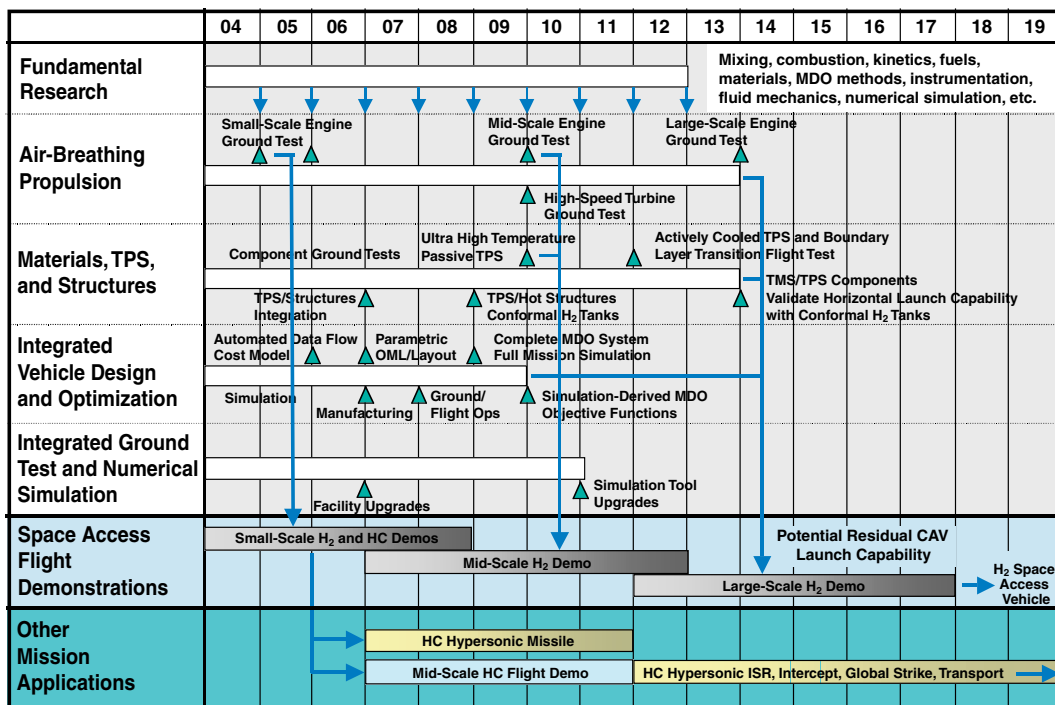 04 05 06 07 08 09 10 11 12 13 14 15 16 17 18 19
Fundamental
Research
Mixing, combustion, kinetics, fuels,
materials, MDO methods, instrumentation,
fluid mechanics, numerical simulation, etc.
Air-Breathing
Propulsion
Small-Scale Engine
Ground Test
Mid-Scale Engine
Ground Test
Large-Scale Engine
Ground Test
High-Speed Turbine
Ground Test
Materials, TPS,
and Structures
Component Ground Tests
Ultra High Temperature
Passive TPS
Actively Cooled TPS and Boundary
Layer Transition Flight Test
TPS/Structures
Integration
TPS/Hot Structures
Conformal H₂ Tanks
TMS/TPS Components
Validate Horizontal Launch Capability
with Conformal H₂ Tanks
Integrated
Vehicle Design
and Optimization
Automated Data Flow
Cost Model
Parametric
OML/Layout
Complete MDO System
Full Mission Simulation
Simulation
Manufacturing
Ground/
Flight Ops
Simulation-Derived MDO
Objective Functions
Integrated Ground
Test and Numerical
Simulation
Facility Upgrades
Simulation Tool
Upgrades
Space Access
Flight
Demonstrations
Small-Scale H₂ and HC Demos
Mid-Scale H₂ Demo
Large-Scale H₂ Demo
Potential Residual CAV
Launch Capability
H₂ Space
Access
Vehicle
Other
Mission
Applications
HC Hypersonic Missile
Mid-Scale HC Flight Demo
HC Hypersonic ISR, Intercept, Global Strike, Transport